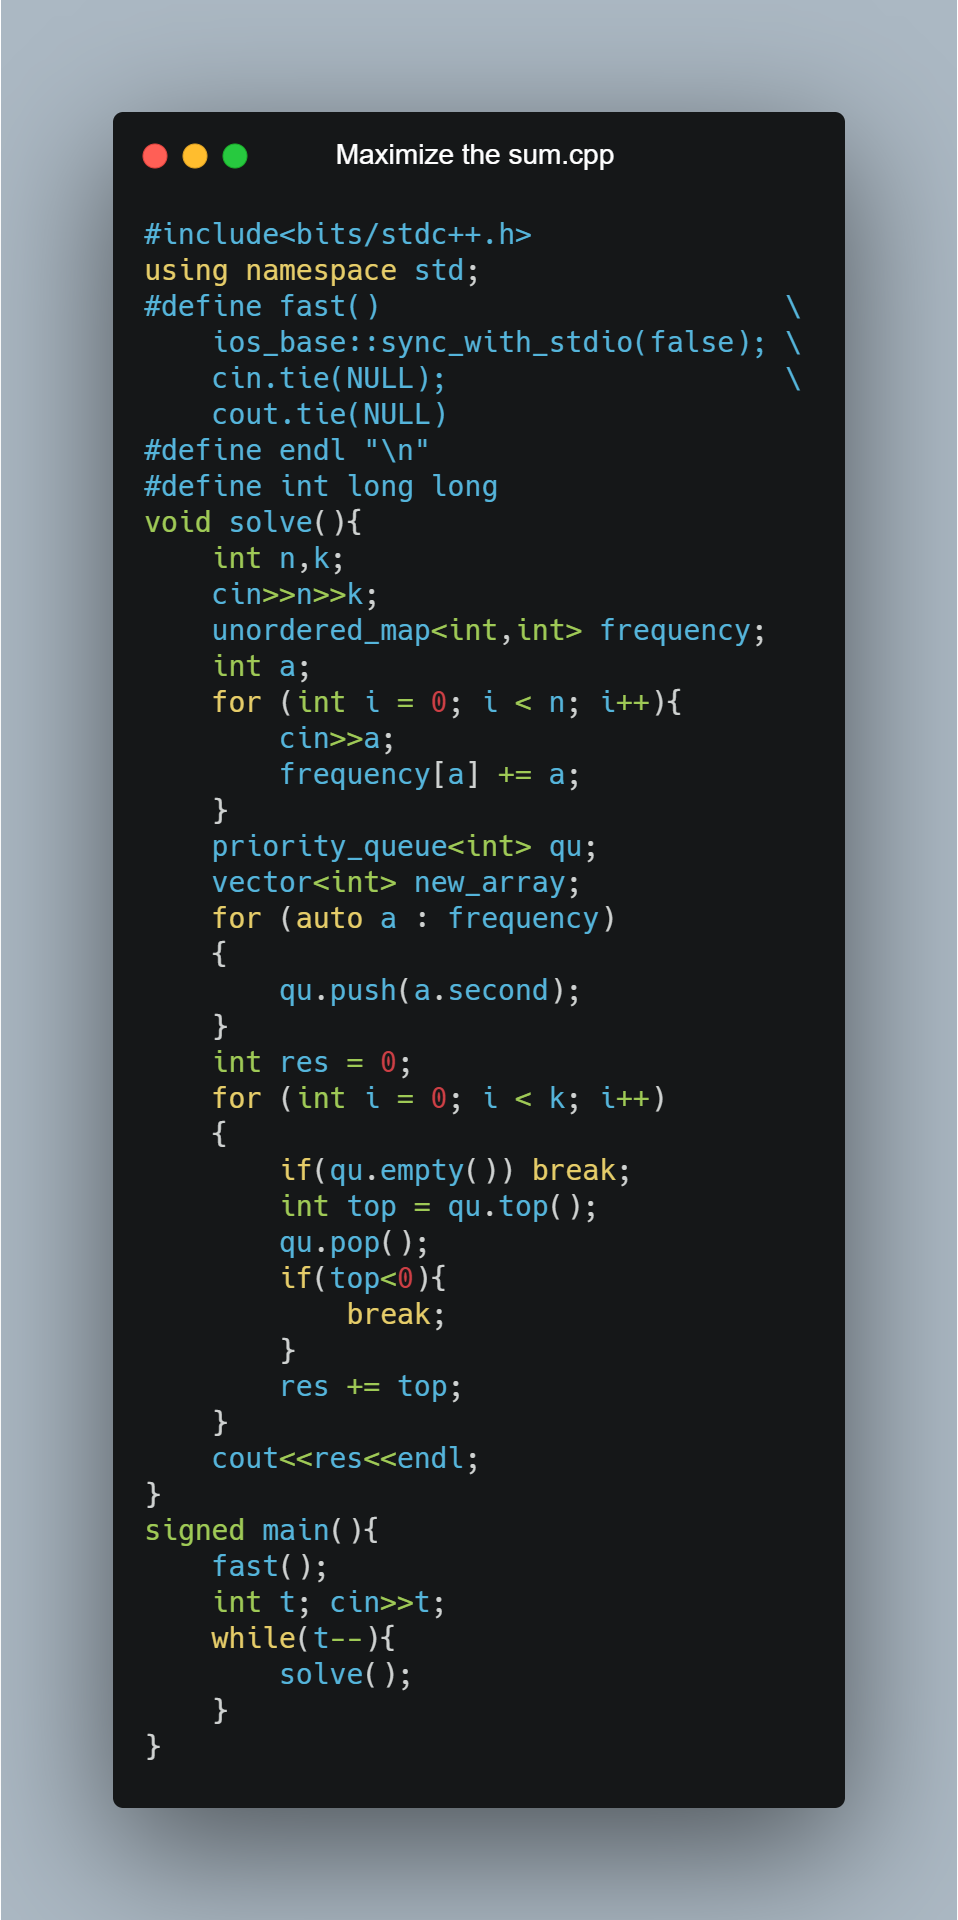 Maximize the sum.cpp
#include<bits/stdc++.h>
using namespace std;
#define fast()                        \
    ios_base::sync_with_stdio(false); \
    cin.tie(NULL);                    \
    cout.tie(NULL)
#define endl "\n"
#define int long long
void solve(){
    int n,k;
    cin>>n>>k;
    unordered_map<int,int> frequency;
    int a;
    for (int i = 0; i < n; i++){
        cin>>a;
        frequency[a] += a;
    }
    priority_queue<int> qu;
    vector<int> new_array;
    for (auto a : frequency)
    {
        qu.push(a.second);
    }
    int res = 0;
    for (int i = 0; i < k; i++)
    {
        if(qu.empty()) break;
        int top = qu.top();
        qu.pop();
        if(top<0){
            break;
        }
        res += top;
    }
    cout<<res<<endl;
}
signed main(){
    fast();
    int t; cin>>t;
    while(t--){
        solve();
    }
}